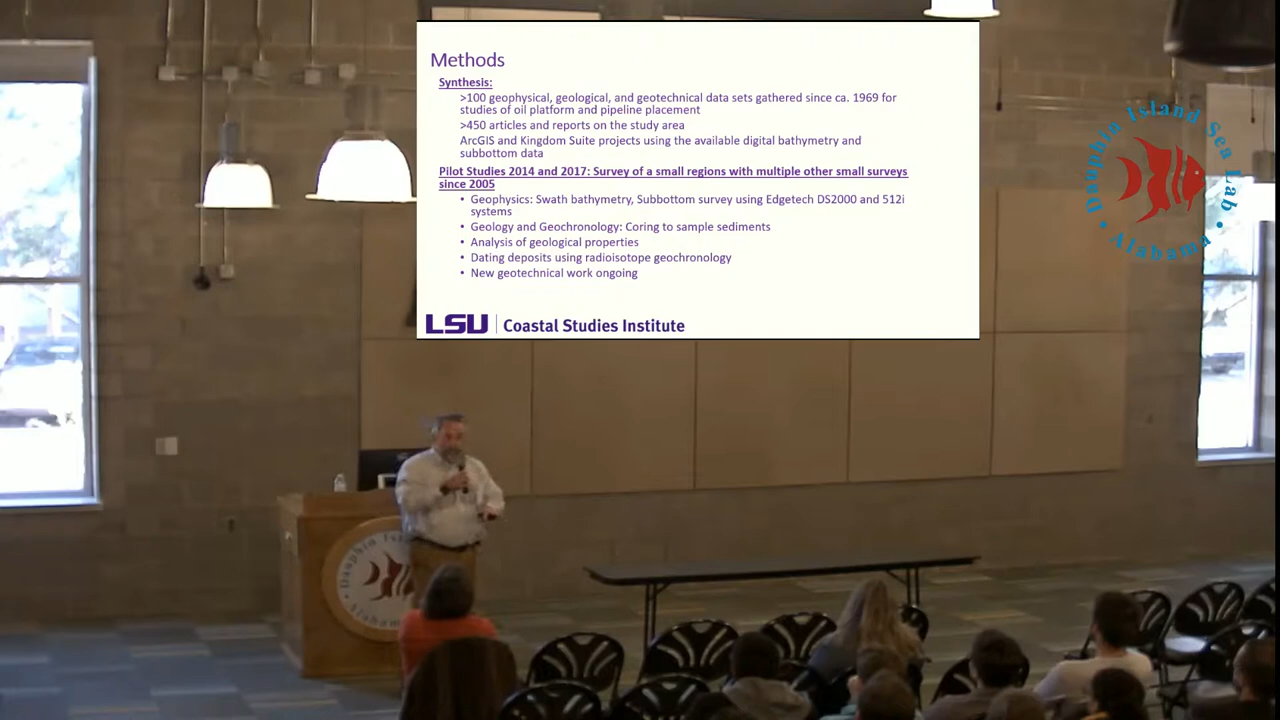 Methods
Synthesis:
>100 geophysical, geological, and geotechnical data sets gathered since ca. 1969 for
studies of oil platform and pipeline placement
>450 articles and reports on the study area
ArcGIS and Kingdom Suite projects using the available digital bathymetry and
subbottom data
Pilot Studies 2014 and 2017: Survey of a small regions with multiple other small surveys
since 2005
• Geophysics: Swath bathymetry, Subbottom survey using Edgetech DS2000 and 512i
systems
• Geology and Geochronology: Coring to sample sediments
• Analysis of geological properties
• Dating deposits using radioisotope geochronology
• New geotechnical work ongoing
LSU | Coastal Studies Institute
Dauphin Island Sea Lab • Alabama •
Dauphin Isl
Alabama